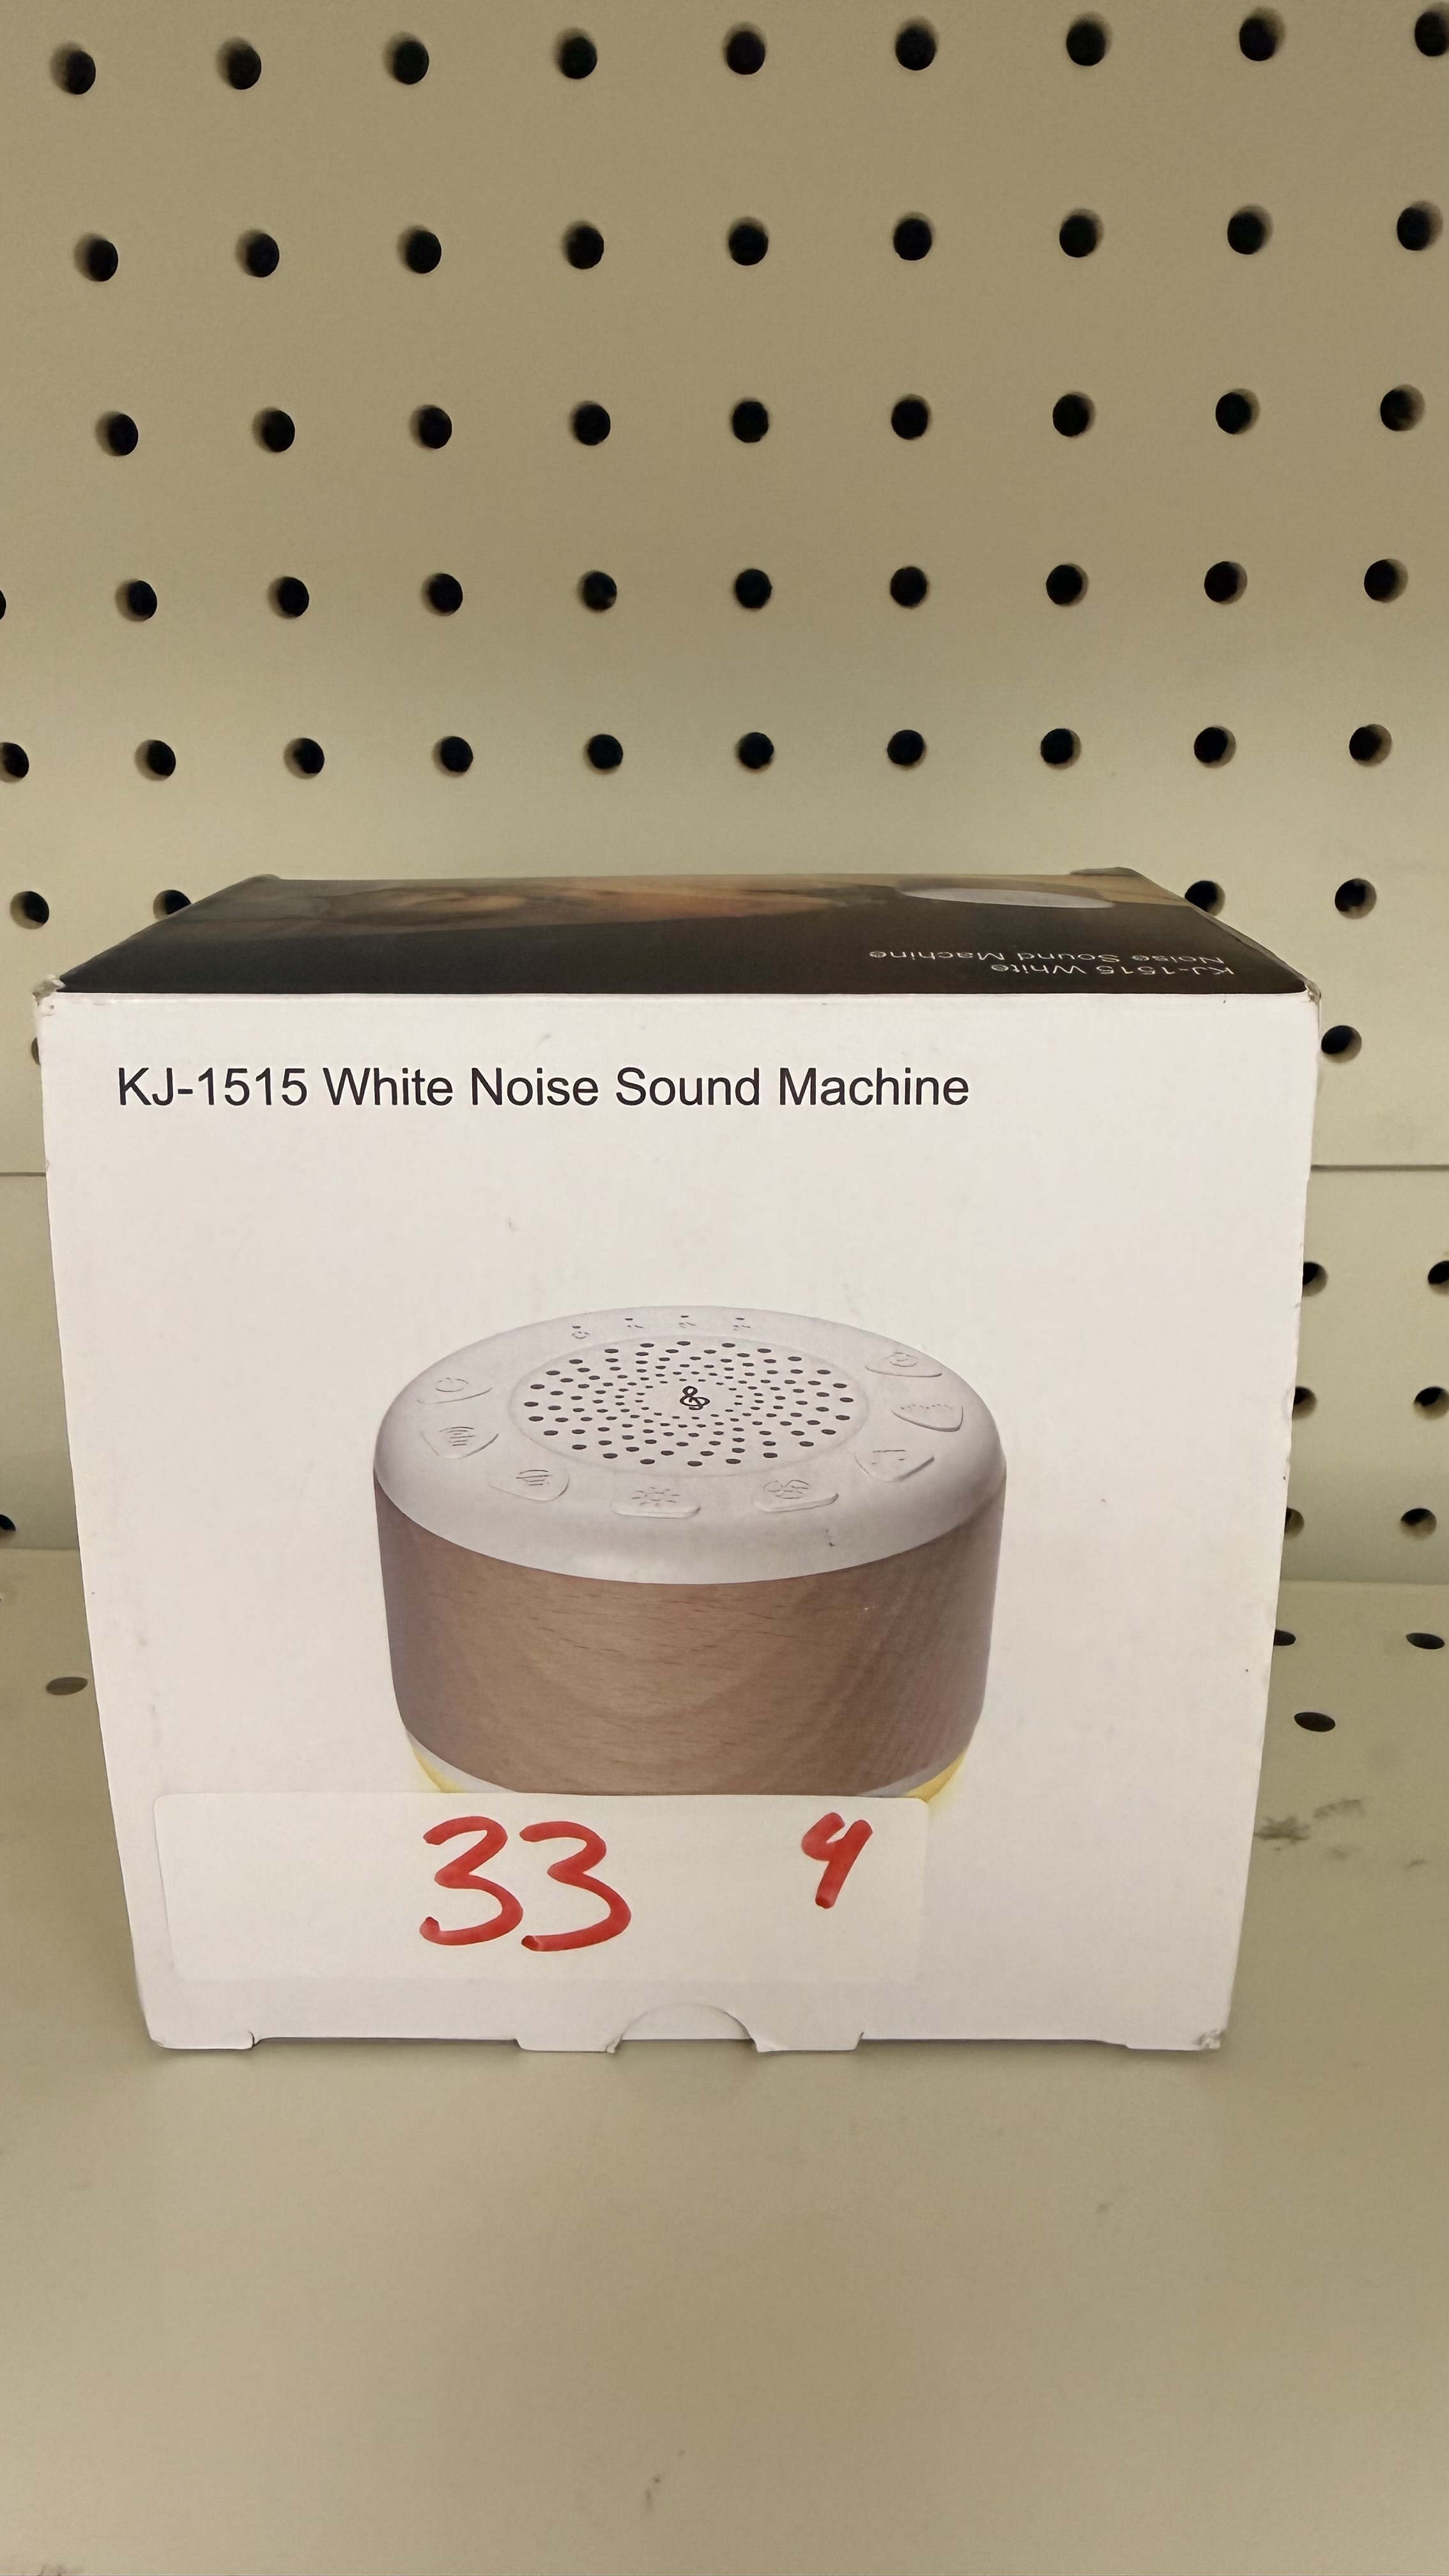 KJ-1515 White
Noise Sound Machine
KJ-1515 White Noise Sound Machine
33 4